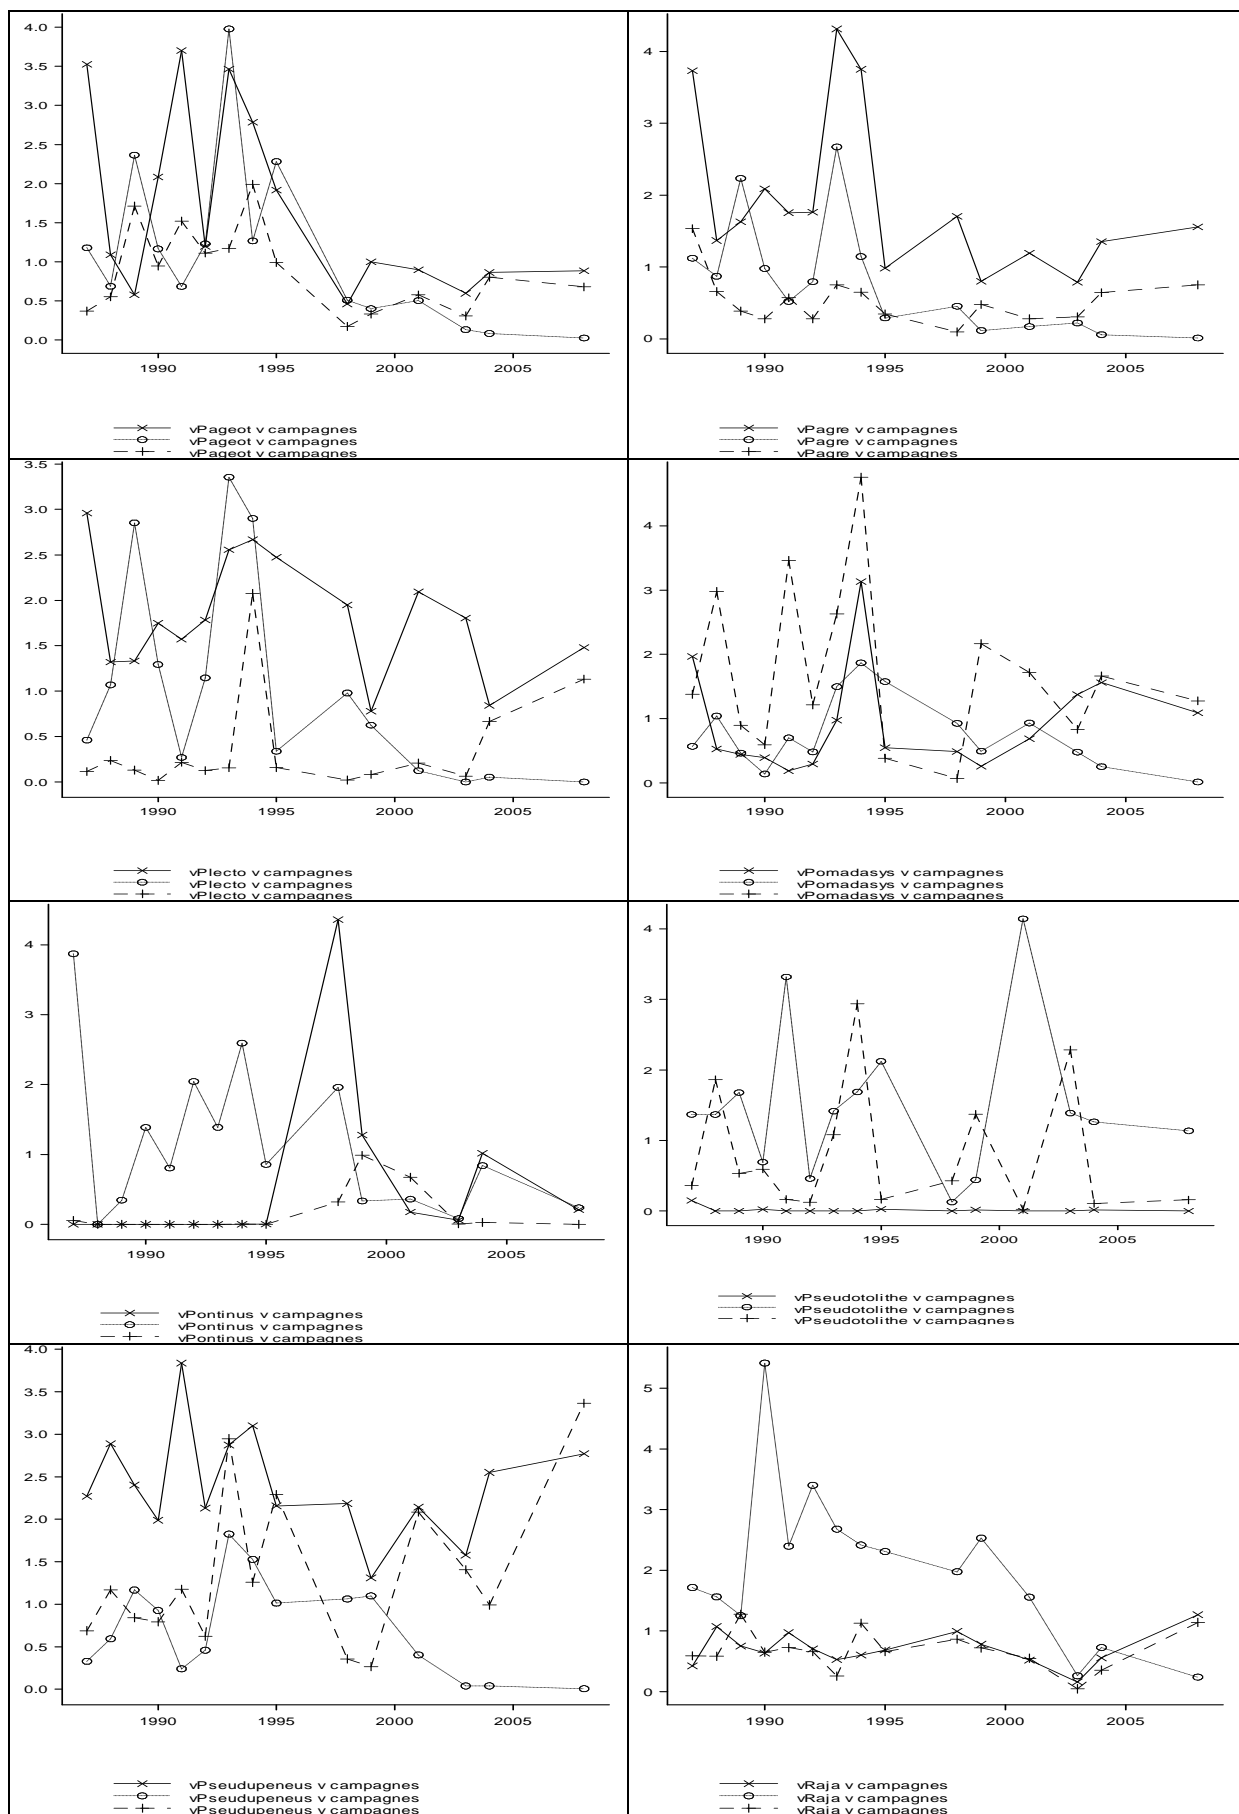 4.0
3.5
3.0
2.5
2.0
1.5
1.0
0.5
0.0
1990 1995 2000 2005
vPageot v campagnes
vPageot v campagnes
vPageot v campagnes
4
3
2
1
0
1990 1995 2000 2005
vPagre v campagnes
vPagre v campagnes
vPagre v campagnes
3.5
3.0
2.5
2.0
1.5
1.0
0.5
0.0
1990 1995 2000 2005
vPlecto v campagnes
vPlecto v campagnes
vPlecto v campagnes
4
3
2
1
0
1990 1995 2000 2005
vPomadasys v campagnes
vPomadasys v campagnes
vPomadasys v campagnes
4
2
1
0
1990 1995 2000 2005
vPontinus v campagnes
vPontinus v campagnes
vPontinus v campagnes
4
3
2
1
0
1990 1995 2000 2005
vPseudotolithe v campagnes
vPseudotolithe v campagnes
vPseudotolithe v campagnes
4.0
3.5
3.0
2.5
2.0
1.5
1.0
0.5
0.0
1990 1995 2000 2005
vPseudupeneus v campagnes
vPseudupeneus v campagnes
vPseudupeneus v campagnes
5
4
3
2
1
0
1990 1995 2000 2005
vRaja v campagnes
vRaja v campagnes
vRaja v campagnes